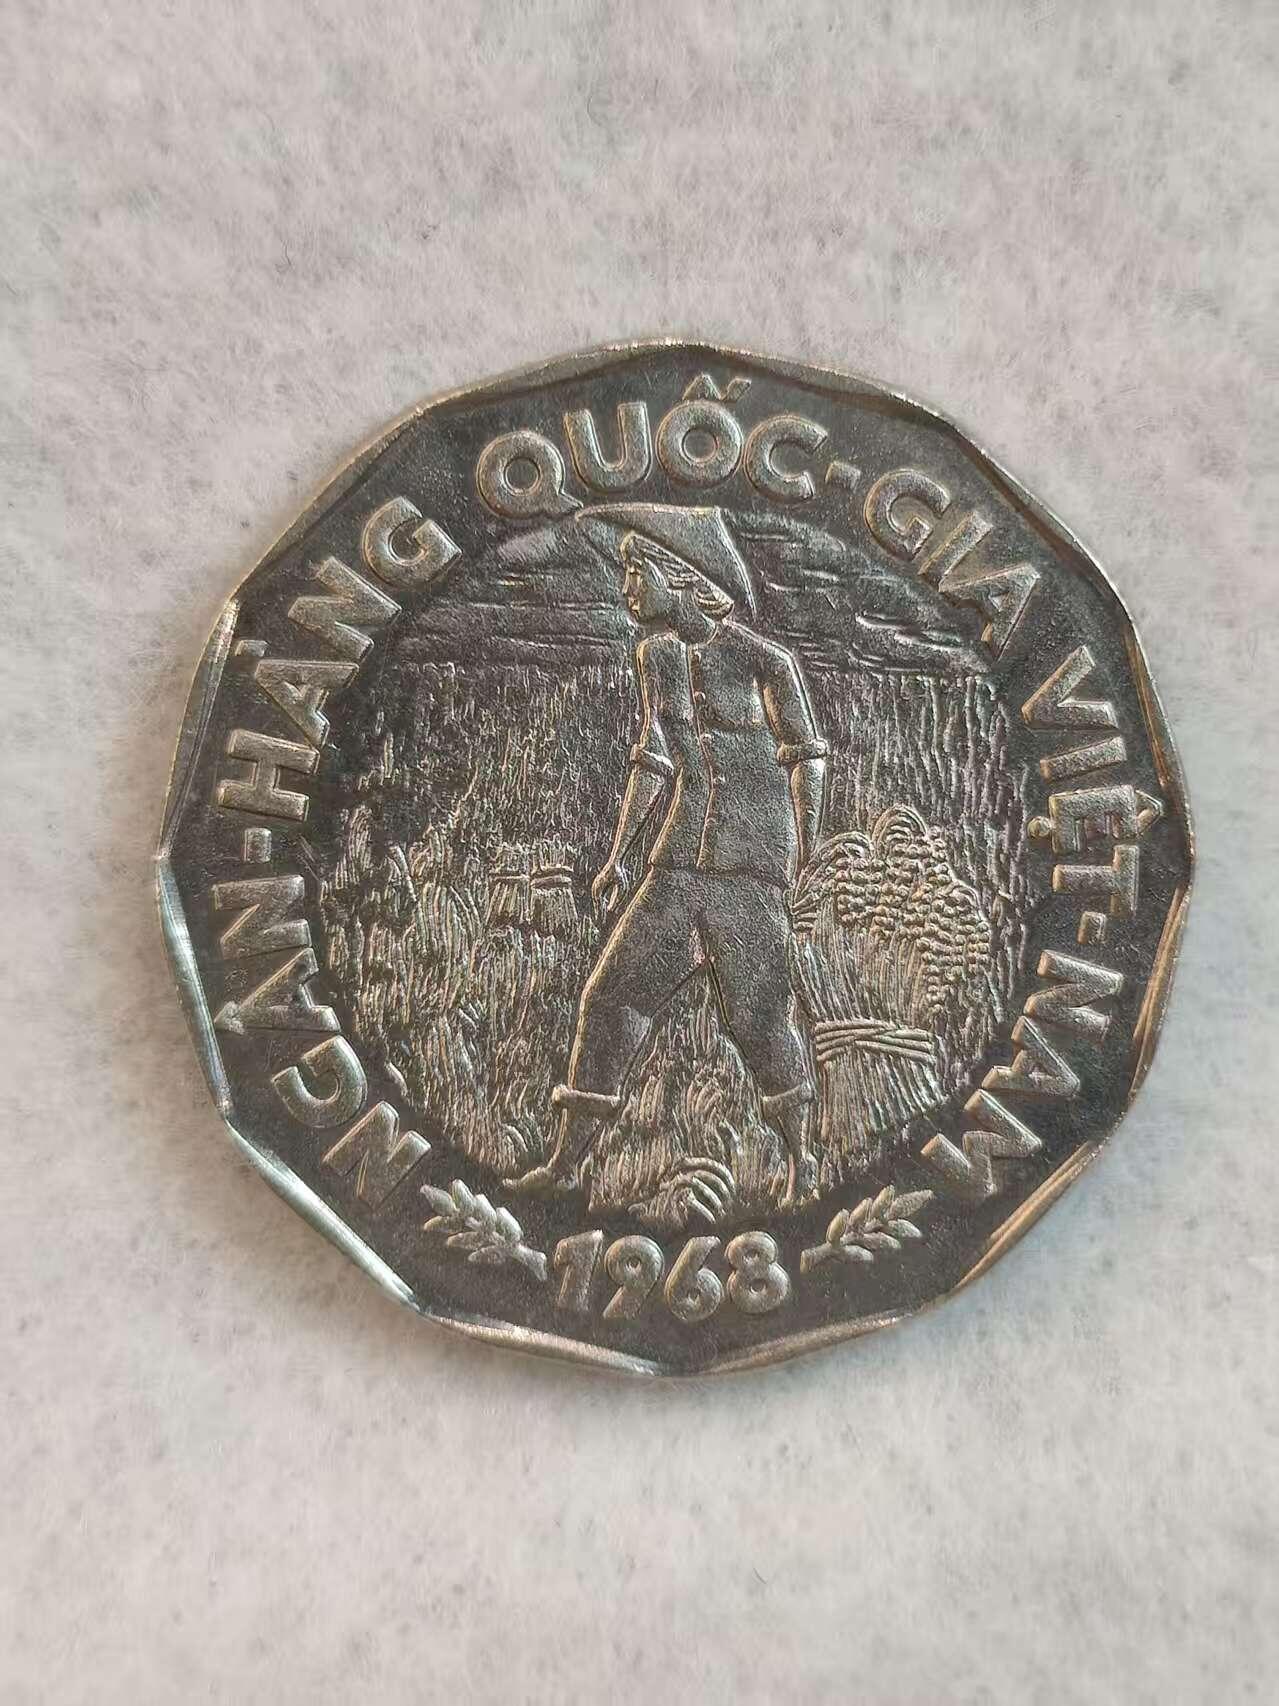 NGÂN-HÀNG QUỐC-GIA VIỆT-NAM
1968